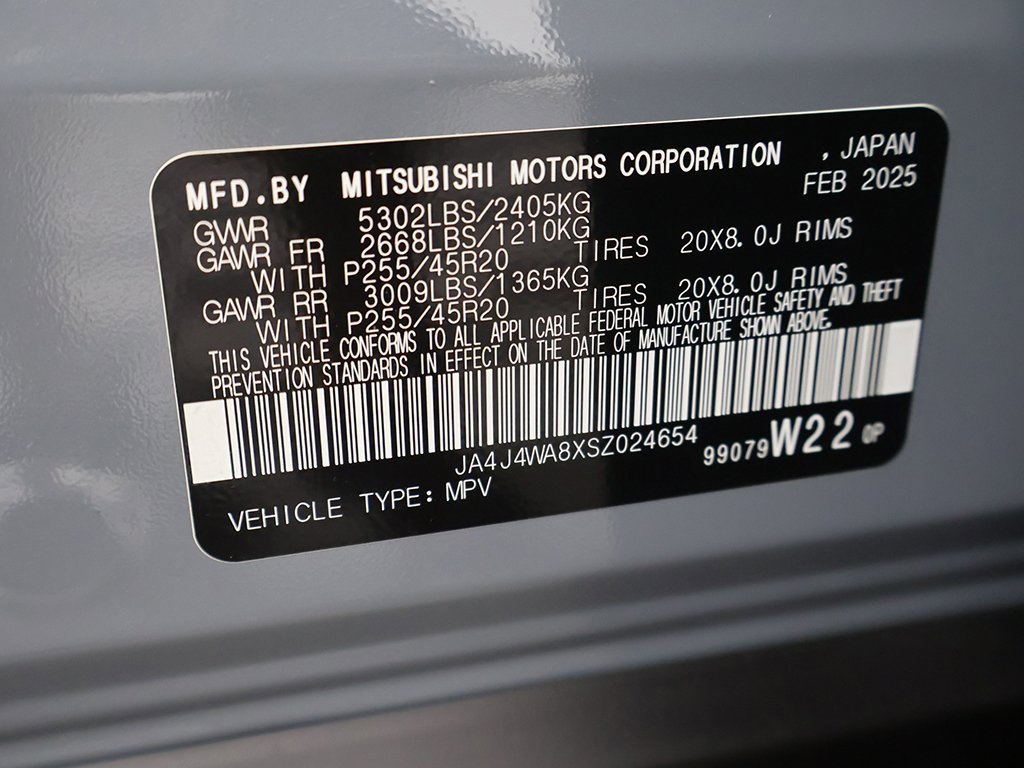 MFD.BY MITSUBISHI MOTORS CORPORATION , JAPAN
FEB 2025
GVWR 5302LBS/2405KG
GAWR FR 2668LBS/1210KG
WITH P255/45R20 TIRES 20X8.0J RIMS
GAWR RR 3009LBS/1365KG
WITH P255/45R20 TIRES 20X8.0J RIMS
THIS VEHICLE CONFORMS TO ALL APPLICABLE FEDERAL MOTOR VEHICLE SAFETY AND THEFT
PREVENTION STANDARDS IN EFFECT ON THE DATE OF MANUFACTURE SHOWN ABOVE.
JA4J4WA8XSZ024654
99079 W22 0P
VEHICLE TYPE: MPV